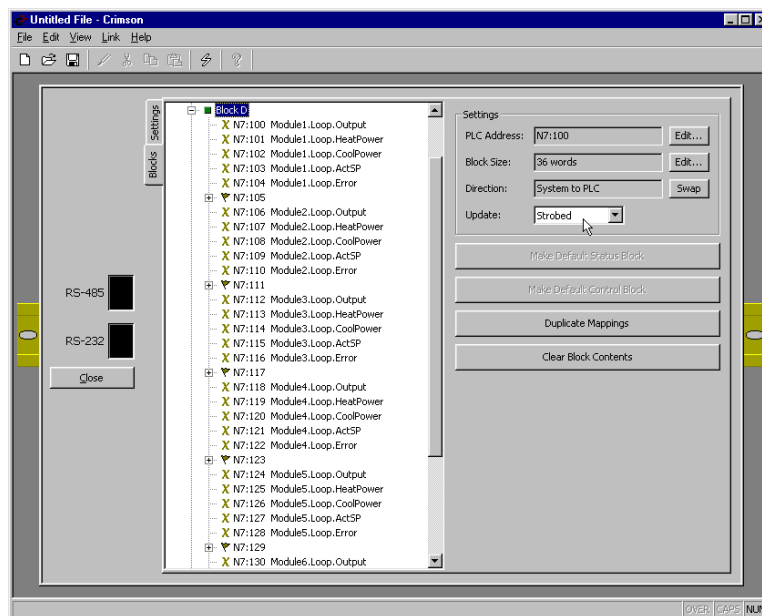 Untitled File - Crimson
File Edit View Link Help
Settings
Blocks
RS-485
RS-232
Close
Block D
N7:100 Module1.Loop.Output
N7:101 Module1.Loop.HeatPower
N7:102 Module1.Loop.CoolPower
N7:103 Module1.Loop.ActSP
N7:104 Module1.Loop.Error
N7:105
N7:106 Module2.Loop.Output
N7:107 Module2.Loop.HeatPower
N7:108 Module2.Loop.CoolPower
N7:109 Module2.Loop.ActSP
N7:110 Module2.Loop.Error
N7:111
N7:112 Module3.Loop.Output
N7:113 Module3.Loop.HeatPower
N7:114 Module3.Loop.CoolPower
N7:115 Module3.Loop.ActSP
N7:116 Module3.Loop.Error
N7:117
N7:118 Module4.Loop.Output
N7:119 Module4.Loop.HeatPower
N7:120 Module4.Loop.CoolPower
N7:121 Module4.Loop.ActSP
N7:122 Module4.Loop.Error
N7:123
N7:124 Module5.Loop.Output
N7:125 Module5.Loop.HeatPower
N7:126 Module5.Loop.CoolPower
N7:127 Module5.Loop.ActSP
N7:128 Module5.Loop.Error
N7:129
N7:130 Module6.Loop.Output
Settings
PLC Address: N7:100 Edit...
Block Size: 36 words Edit...
Direction: System to PLC Swap
Update: Strobed
Make Default Status Block
Make Default Control Block
Duplicate Mappings
Clear Block Contents
OVER CAPS NUM